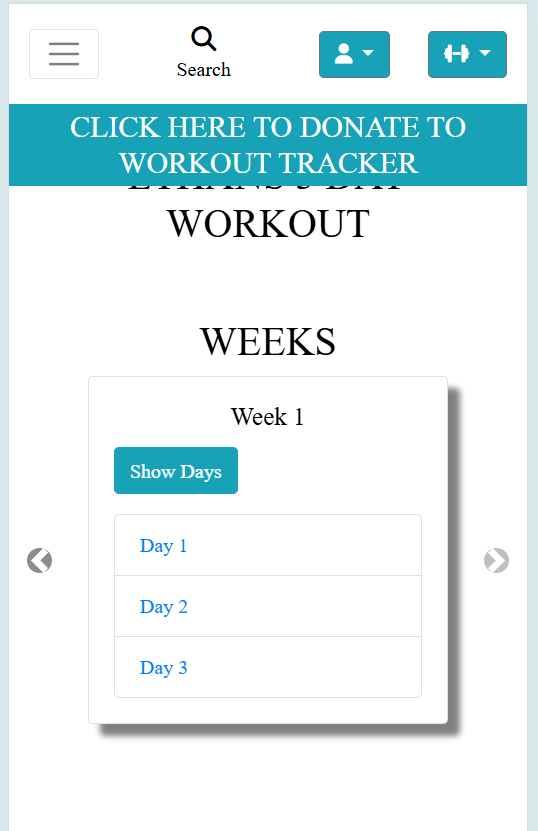 Search
CLICK HERE TO DONATE TO
WORKOUT TRACKER
WORKOUT
WEEKS
Week 1
Show Days
Day 1
Day 2
Day 3